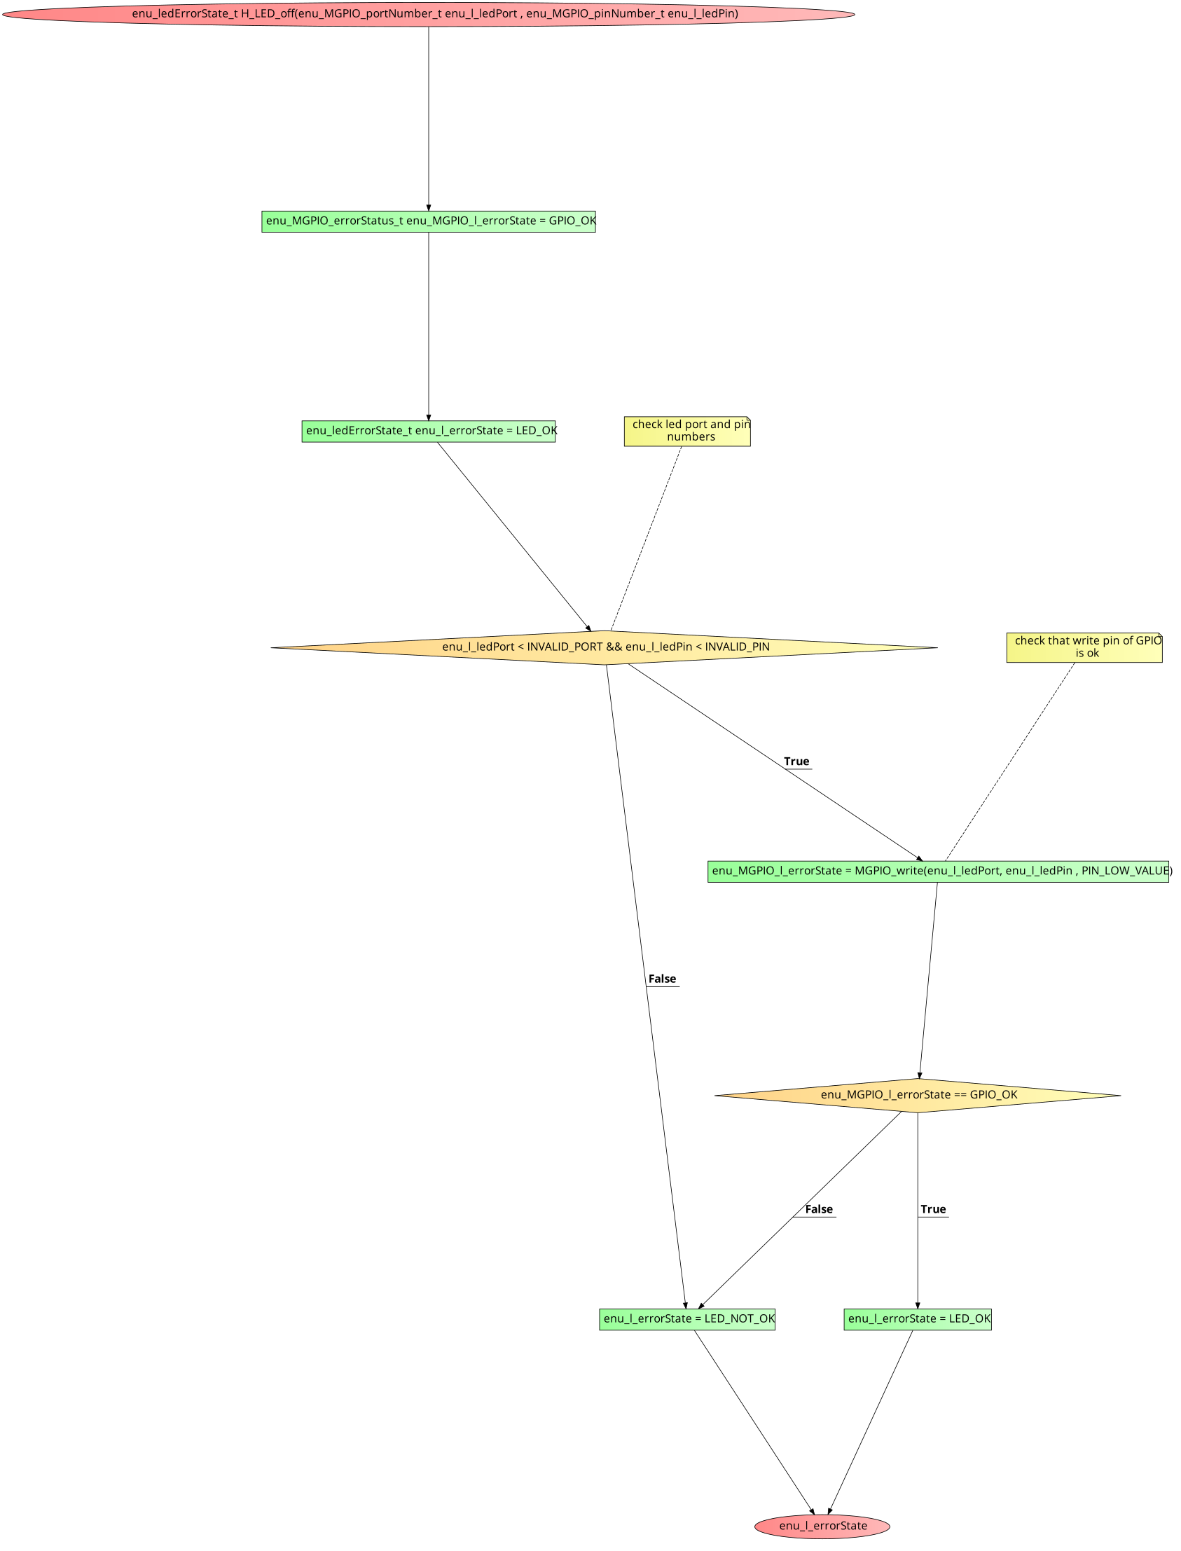 enu_ledErrorState_t H_LED_off(enu_MGPIO_portNumber_t enu_l_ledPort , enu_MGPIO_pinNumber_t enu_l_ledPin)
enu_MGPIO_errorStatus_t enu_MGPIO_l_errorState = GPIO_OK
enu_ledErrorState_t enu_l_errorState = LED_OK
check led port and pin
numbers
enu_l_ledPort < INVALID_PORT && enu_l_ledPin < INVALID_PIN
check that write pin of GPIO
is ok
True
enu_MGPIO_l_errorState = MGPIO_write(enu_l_ledPort, enu_l_ledPin , PIN_LOW_VALUE)
False
enu_MGPIO_l_errorState == GPIO_OK
False
True
enu_l_errorState = LED_NOT_OK
enu_l_errorState = LED_OK
enu_l_errorState